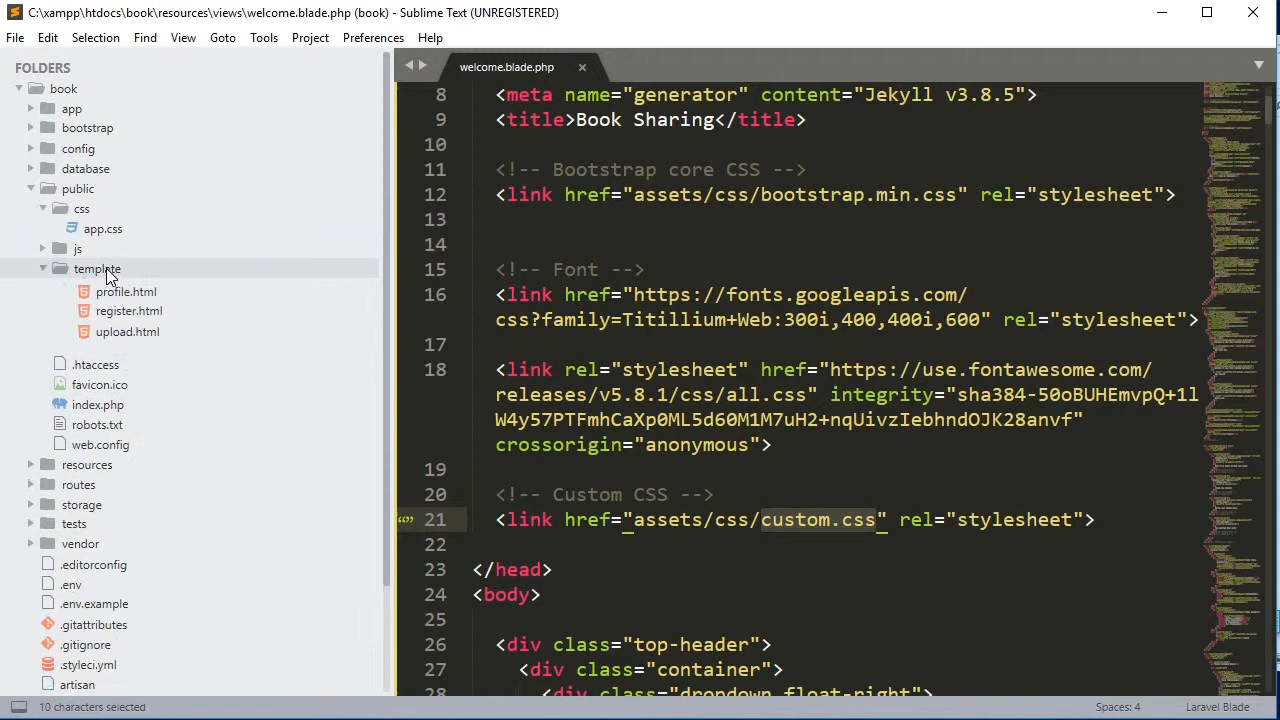 C:\xampp\htdocs\book\resources\views\welcome.blade.php (book) - Sublime Text (UNREGISTERED)
File Edit Selection Find View Goto Tools Project Preferences Help
FOLDERS
book
app
bootstrap
config
database
public
css
app.css
js
template
profile.html
register.html
upload.html
.htaccess
favicon.ico
index.php
robots.txt
web.config
resources
routes
storage
tests
vendor
.editorconfig
.env
.env.example
.gitattributes
.gitignore
.styleci.yml
artisan
welcome.blade.php
8 <meta name="generator" content="Jekyll v3.8.5">
9 <title>Book Sharing</title>
10
11 <!-- Bootstrap core CSS -->
12 <link href="assets/css/bootstrap.min.css" rel="stylesheet">
13
14
15 <!-- Font -->
16 <link href="https://fonts.googleapis.com/
css?family=Titillium+Web:300i,400,400i,600" rel="stylesheet">
17
18 <link rel="stylesheet" href="https://use.fontawesome.com/
releases/v5.8.1/css/all.css" integrity="sha384-50oBUHEmvpQ+1l
W4y57PTFmhCaXp0ML5d60M1M7uH2+nqUivzIebhndOJK28anvf"
crossorigin="anonymous">
19
20 <!-- Custom CSS -->
21 <link href="assets/css/custom.css" rel="stylesheet">
22
23 </head>
24 <body>
25
26 <div class="top-header">
27 <div class="container">
28 <div class="dropdown float-right">
10 characters selected
Spaces: 4
Laravel Blade